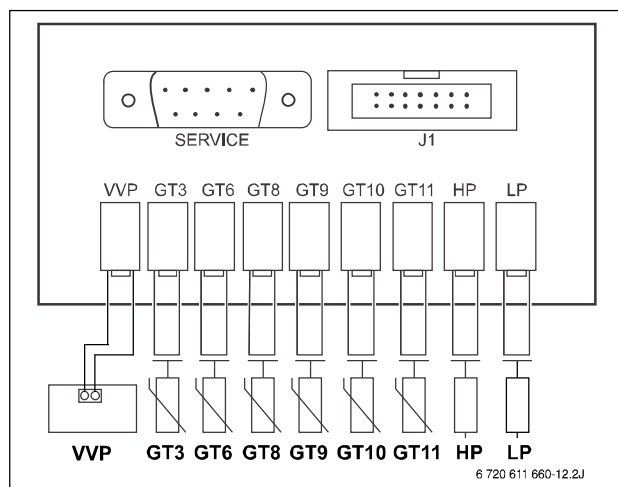 SERVICE J1
VVP GT3 GT6 GT8 GT9 GT10 GT11 HP LP
VVP GT3 GT6 GT8 GT9 GT10 GT11 HP LP
6 720 611 660-12.2J